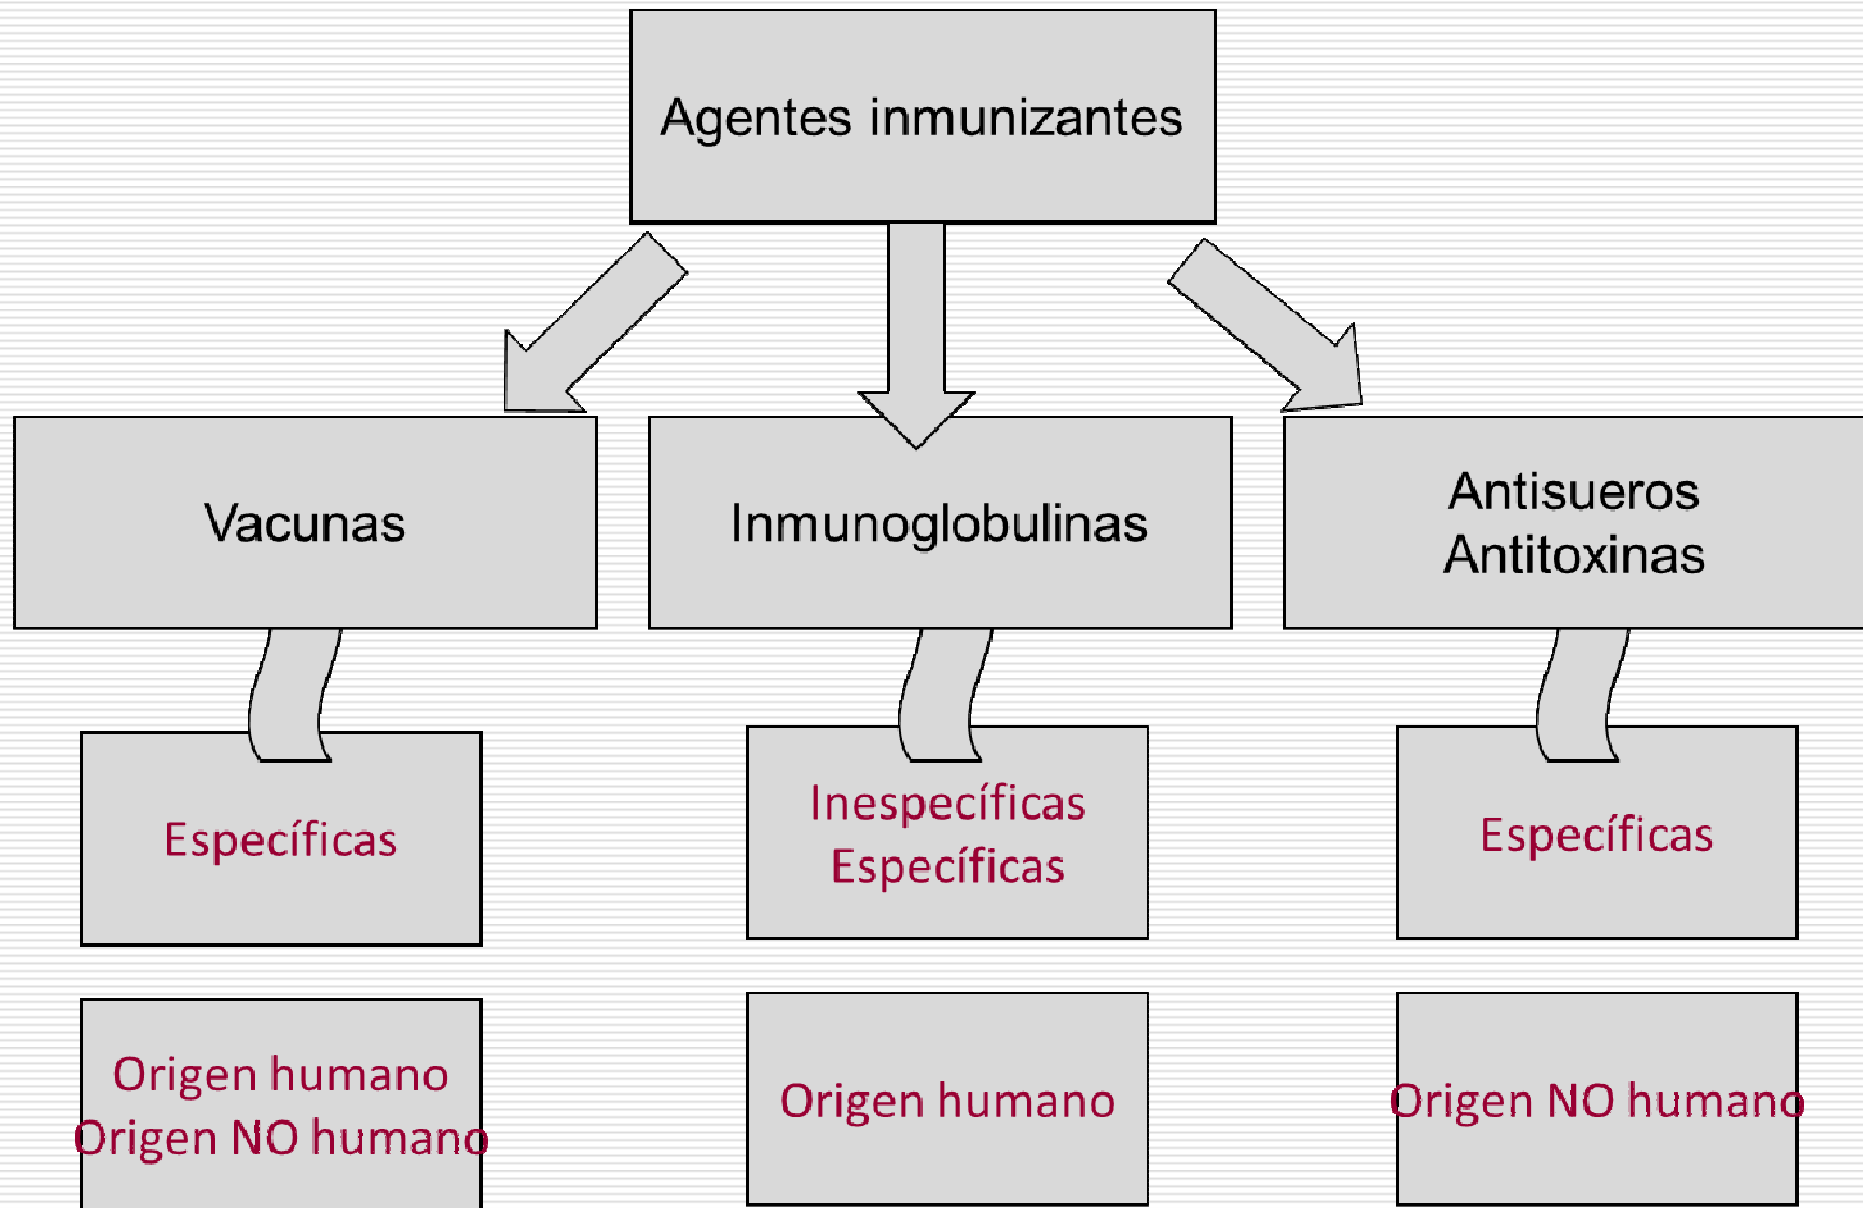 Agentes inmunizantes
Vacunas
Inmunoglobulinas
Antisueros
Antitoxinas
Específicas
Inespecíficas
Específicas
Específicas
Origen humano
Origen NO humano
Origen humano
Origen NO humano